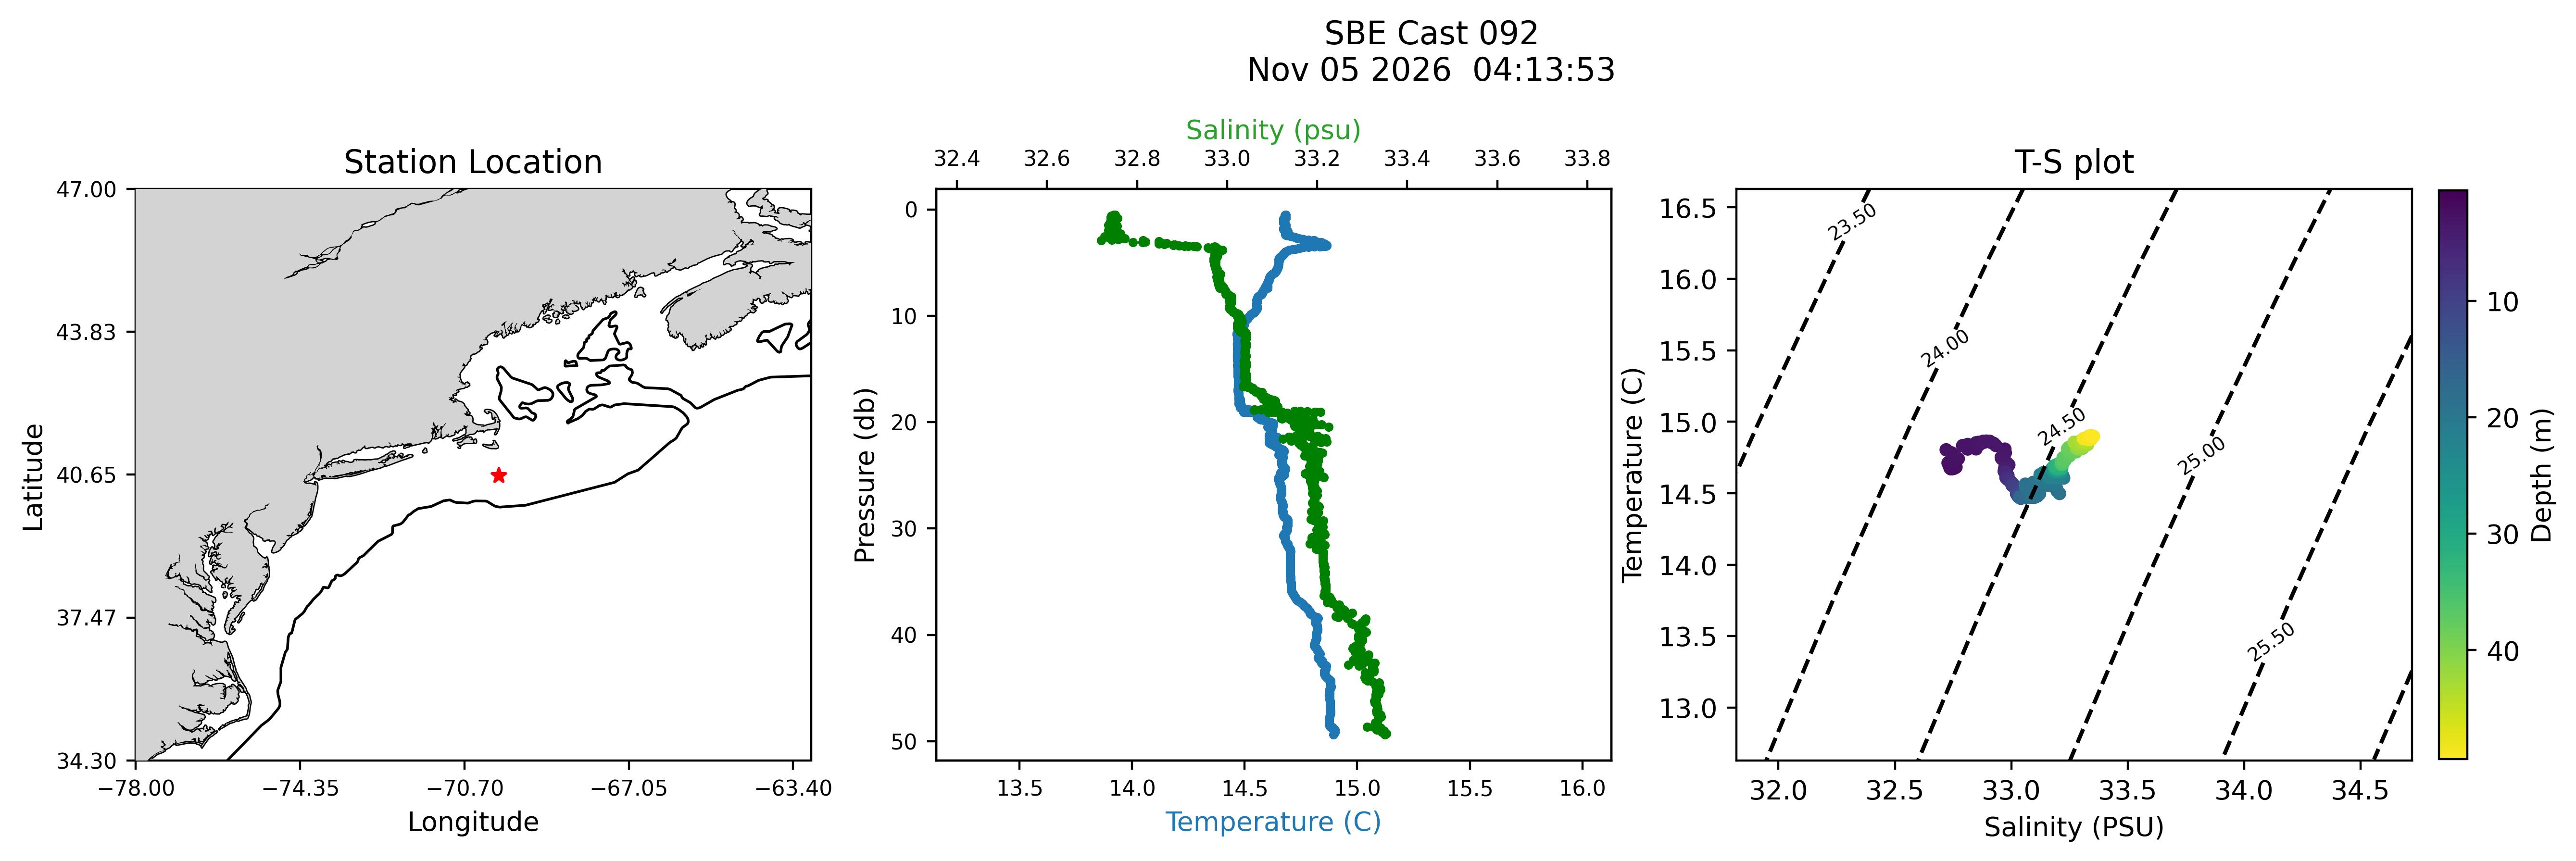 SBE Cast 092
Nov 05 2026  04:13:53
Station Location
47.00
43.83
40.65
37.47
34.30
Latitude
−78.00 −74.35 −70.70 −67.05 −63.40
Longitude
Salinity (psu)
32.4 32.6 32.8 33.0 33.2 33.4 33.6 33.8
0
10
20
30
40
50
Pressure (db)
13.5 14.0 14.5 15.0 15.5 16.0
Temperature (C)
T-S plot
16.5
16.0
15.5
15.0
14.5
14.0
13.5
13.0
Temperature (C)
23.50
24.00
24.50
25.00
25.50
32.0 32.5 33.0 33.5 34.0 34.5
Salinity (PSU)
10
20
30
40
Depth (m)